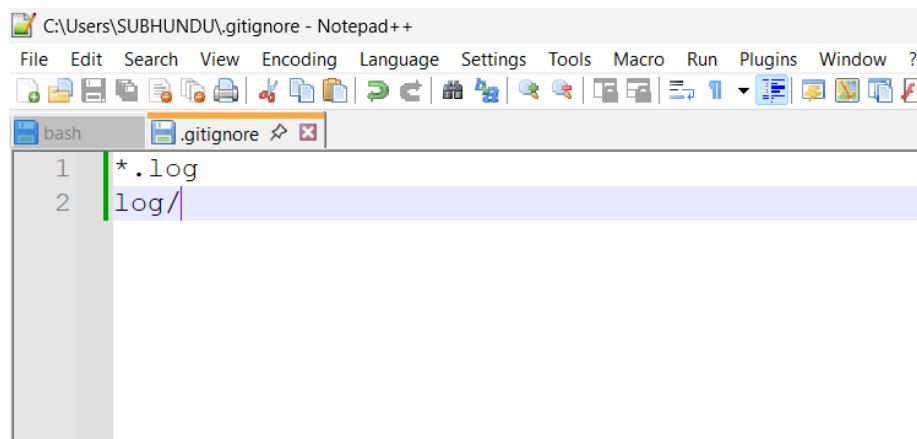 C:\Users\SUBHUNDU\.gitignore - Notepad++
File Edit Search View Encoding Language Settings Tools Macro Run Plugins Window ?
bash .gitignore
1 *.log
2 log/